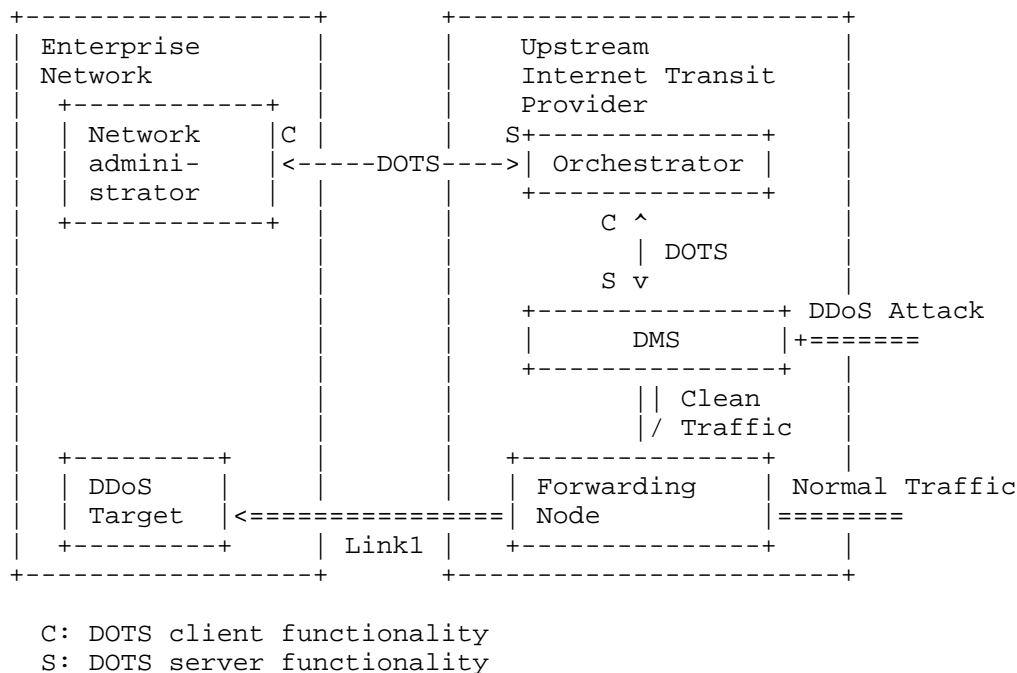 +------------------+       +------------------------+
| Enterprise       |       |    Upstream            |
| Network          |       |    Internet Transit    |
|  +------------+  |       |    Provider            |
|  | Network    |C |       |   S+--------------+    |
|  | admini-    |<-----DOTS---->| Orchestrator |    |
|  | strator    |  |       |    +--------------+    |
|  +------------+  |       |         C ^            |
|                  |       |           | DOTS       |
|                  |       |         S v            |
|                  |       |    +---------------+ DDoS Attack
|                  |       |    |      DMS      |+=======
|                  |       |    +---------------+   |
|                  |       |           || Clean     |
|                  |       |           |/ Traffic   |
|  +---------+     |       |   +---------------+    |
|  | DDoS    |     |       |   | Forwarding    | Normal Traffic
|  | Target  |<================| Node          |========
|  +---------+     | Link1 |   +---------------+    |
+------------------+       +------------------------+
C: DOTS client functionality
S: DOTS server functionality